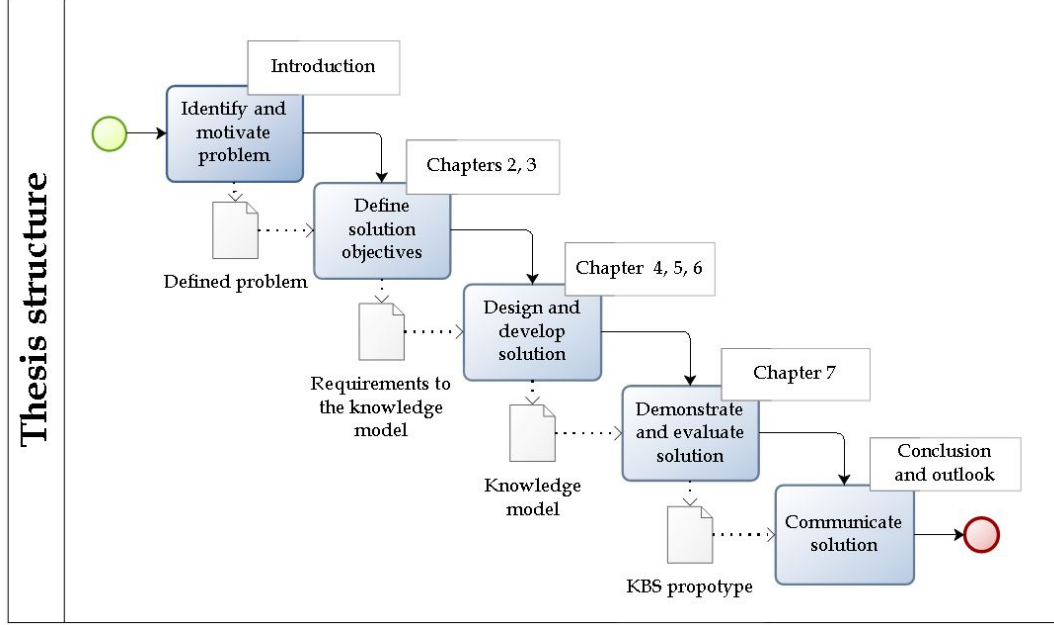 Thesis structure
Introduction
Identify and
motivate
problem
Chapters 2, 3
Define
solution
objectives
Defined problem
Chapter  4, 5, 6
Design and
develop
solution
Requirements to
the knowledge
model
Chapter 7
Demonstrate
and evaluate
solution
Knowledge
model
Conclusion
and outlook
Communicate
solution
KBS propotype